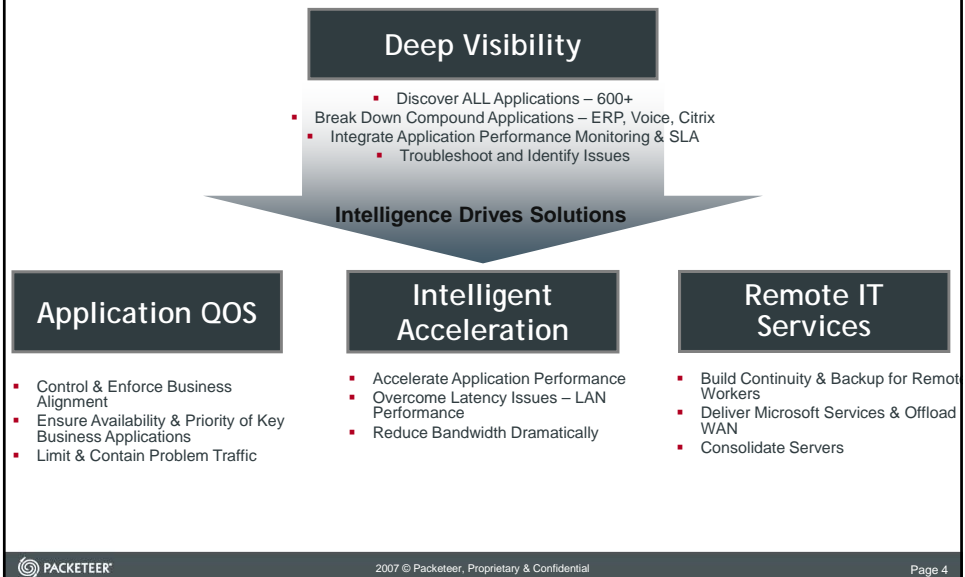 Deep Visibility
▪ Discover ALL Applications – 600+
▪ Break Down Compound Applications – ERP, Voice, Citrix
▪ Integrate Application Performance Monitoring & SLA
▪ Troubleshoot and Identify Issues
Intelligence Drives Solutions
Application QOS
▪ Control & Enforce Business
Alignment
▪ Ensure Availability & Priority of Key
Business Applications
▪ Limit & Contain Problem Traffic
Intelligent
Acceleration
▪ Accelerate Application Performance
▪ Overcome Latency Issues – LAN
Performance
▪ Reduce Bandwidth Dramatically
Remote IT
Services
▪ Build Continuity & Backup for Remote
Workers
▪ Deliver Microsoft Services & Offload
WAN
▪ Consolidate Servers
PACKETEER®
2007 © Packeteer, Proprietary & Confidential
Page 4